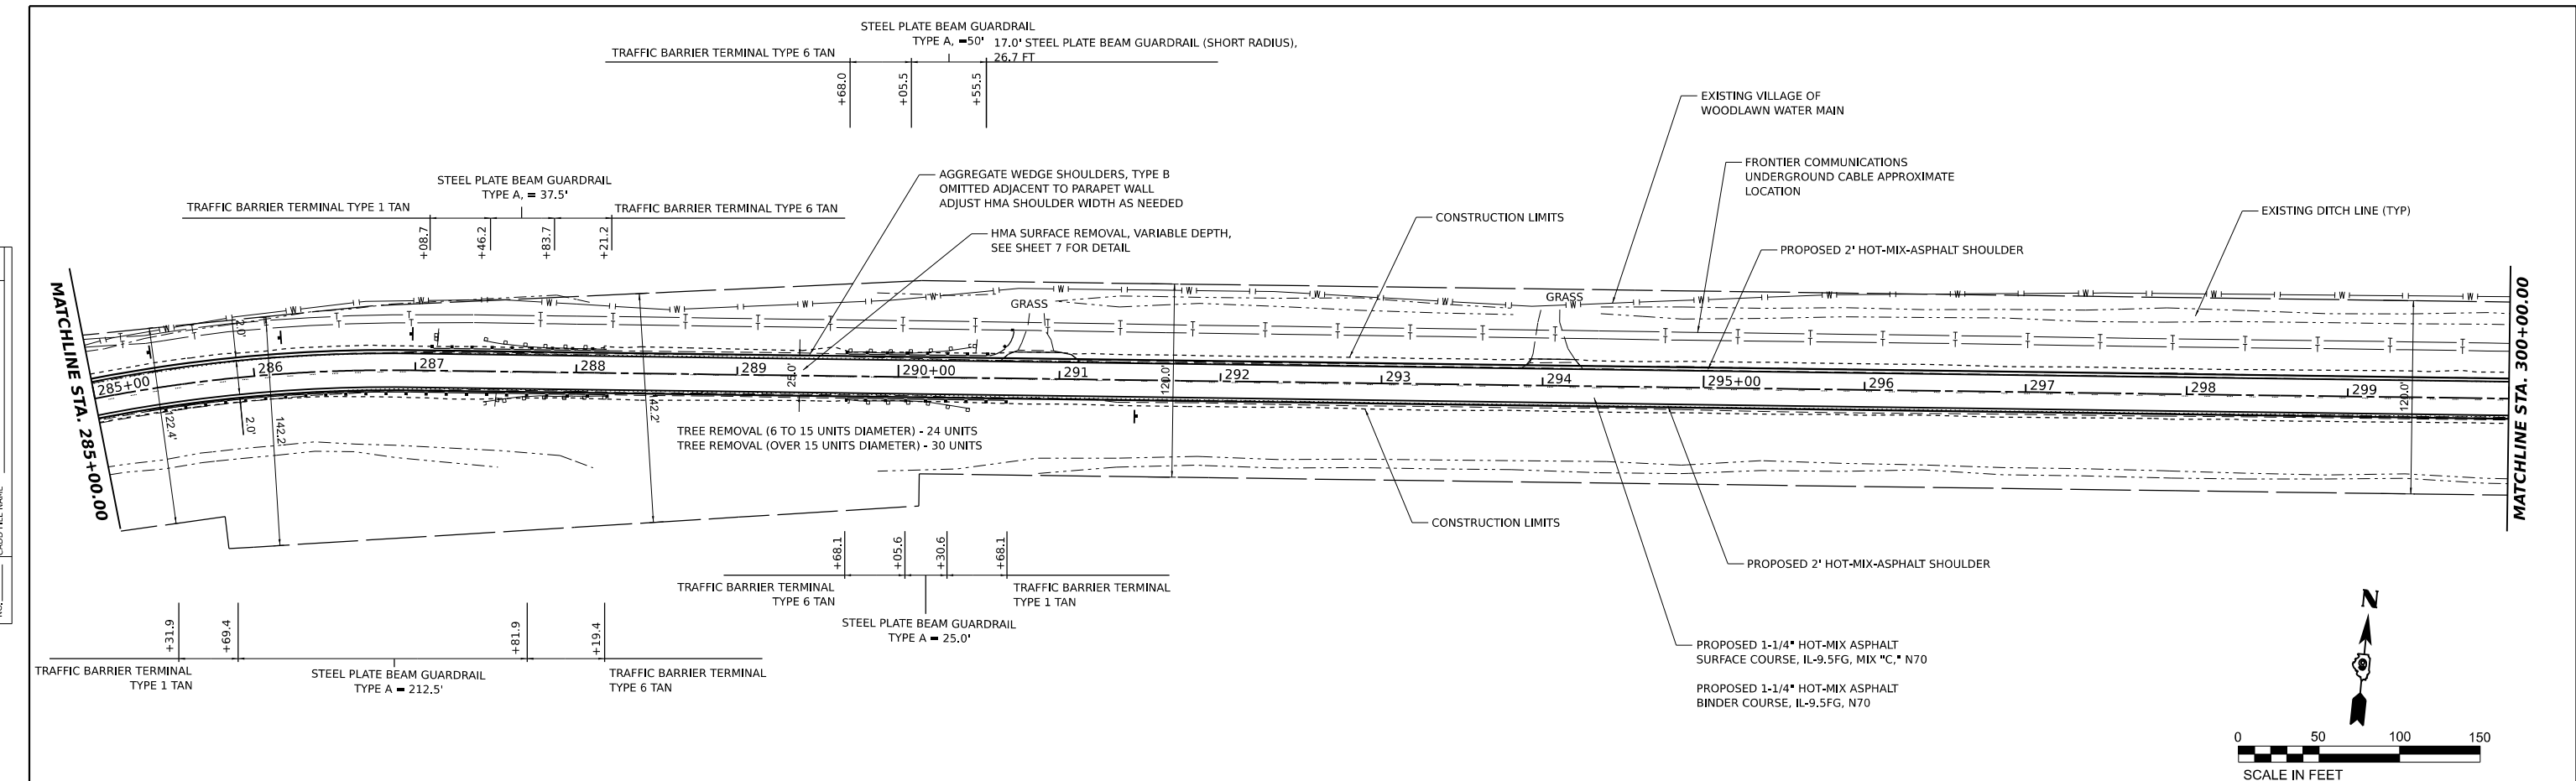 STEEL PLATE BEAM GUARDRAIL
TYPE A, =50'
17.0' STEEL PLATE BEAM GUARDRAIL (SHORT RADIUS),
26.7 FT
TRAFFIC BARRIER TERMINAL TYPE 6 TAN
+68.0
+05.5
+55.5
EXISTING VILLAGE OF
WOODLAWN WATER MAIN
FRONTIER COMMUNICATIONS
UNDERGROUND CABLE APPROXIMATE
LOCATION
AGGREGATE WEDGE SHOULDERS, TYPE B
OMITTED ADJACENT TO PARAPET WALL
ADJUST HMA SHOULDER WIDTH AS NEEDED
STEEL PLATE BEAM GUARDRAIL
TYPE A, = 37.5'
TRAFFIC BARRIER TERMINAL TYPE 1 TAN
TRAFFIC BARRIER TERMINAL TYPE 6 TAN
+08.7
+46.2
+83.7
+21.2
CONSTRUCTION LIMITS
EXISTING DITCH LINE (TYP)
HMA SURFACE REMOVAL, VARIABLE DEPTH,
SEE SHEET 7 FOR DETAIL
PROPOSED 2' HOT-MIX-ASPHALT SHOULDER
MATCHLINE STA. 285+00.00
MATCHLINE STA. 300+00.00
GRASS
GRASS
W W W W W W W W W W W W W W W W W W W
T T T T T T T T T T T T T T T T T T T T T T T T T T T T
2.0'
285+00
286
287
288
289
290+00
291
292
293
294
295+00
296
297
298
299
25.0'
120.0'
120.0'
122.4'
2.0'
142.2'
142.2'
TREE REMOVAL (6 TO 15 UNITS DIAMETER) - 24 UNITS
TREE REMOVAL (OVER 15 UNITS DIAMETER) - 30 UNITS
CADD FILE NAME
NO.
CONSTRUCTION LIMITS
+68.1
+05.6
+30.6
+68.1
TRAFFIC BARRIER TERMINAL
TYPE 6 TAN
TRAFFIC BARRIER TERMINAL
TYPE 1 TAN
STEEL PLATE BEAM GUARDRAIL
TYPE A = 25.0'
PROPOSED 2' HOT-MIX-ASPHALT SHOULDER
+31.9
+69.4
+81.9
+19.4
TRAFFIC BARRIER TERMINAL
TYPE 1 TAN
STEEL PLATE BEAM GUARDRAIL
TYPE A = 212.5'
TRAFFIC BARRIER TERMINAL
TYPE 6 TAN
PROPOSED 1-1/4" HOT-MIX ASPHALT
SURFACE COURSE, IL-9.5FG, MIX "C," N70
PROPOSED 1-1/4" HOT-MIX ASPHALT
BINDER COURSE, IL-9.5FG, N70
N
0 50 100 150
SCALE IN FEET